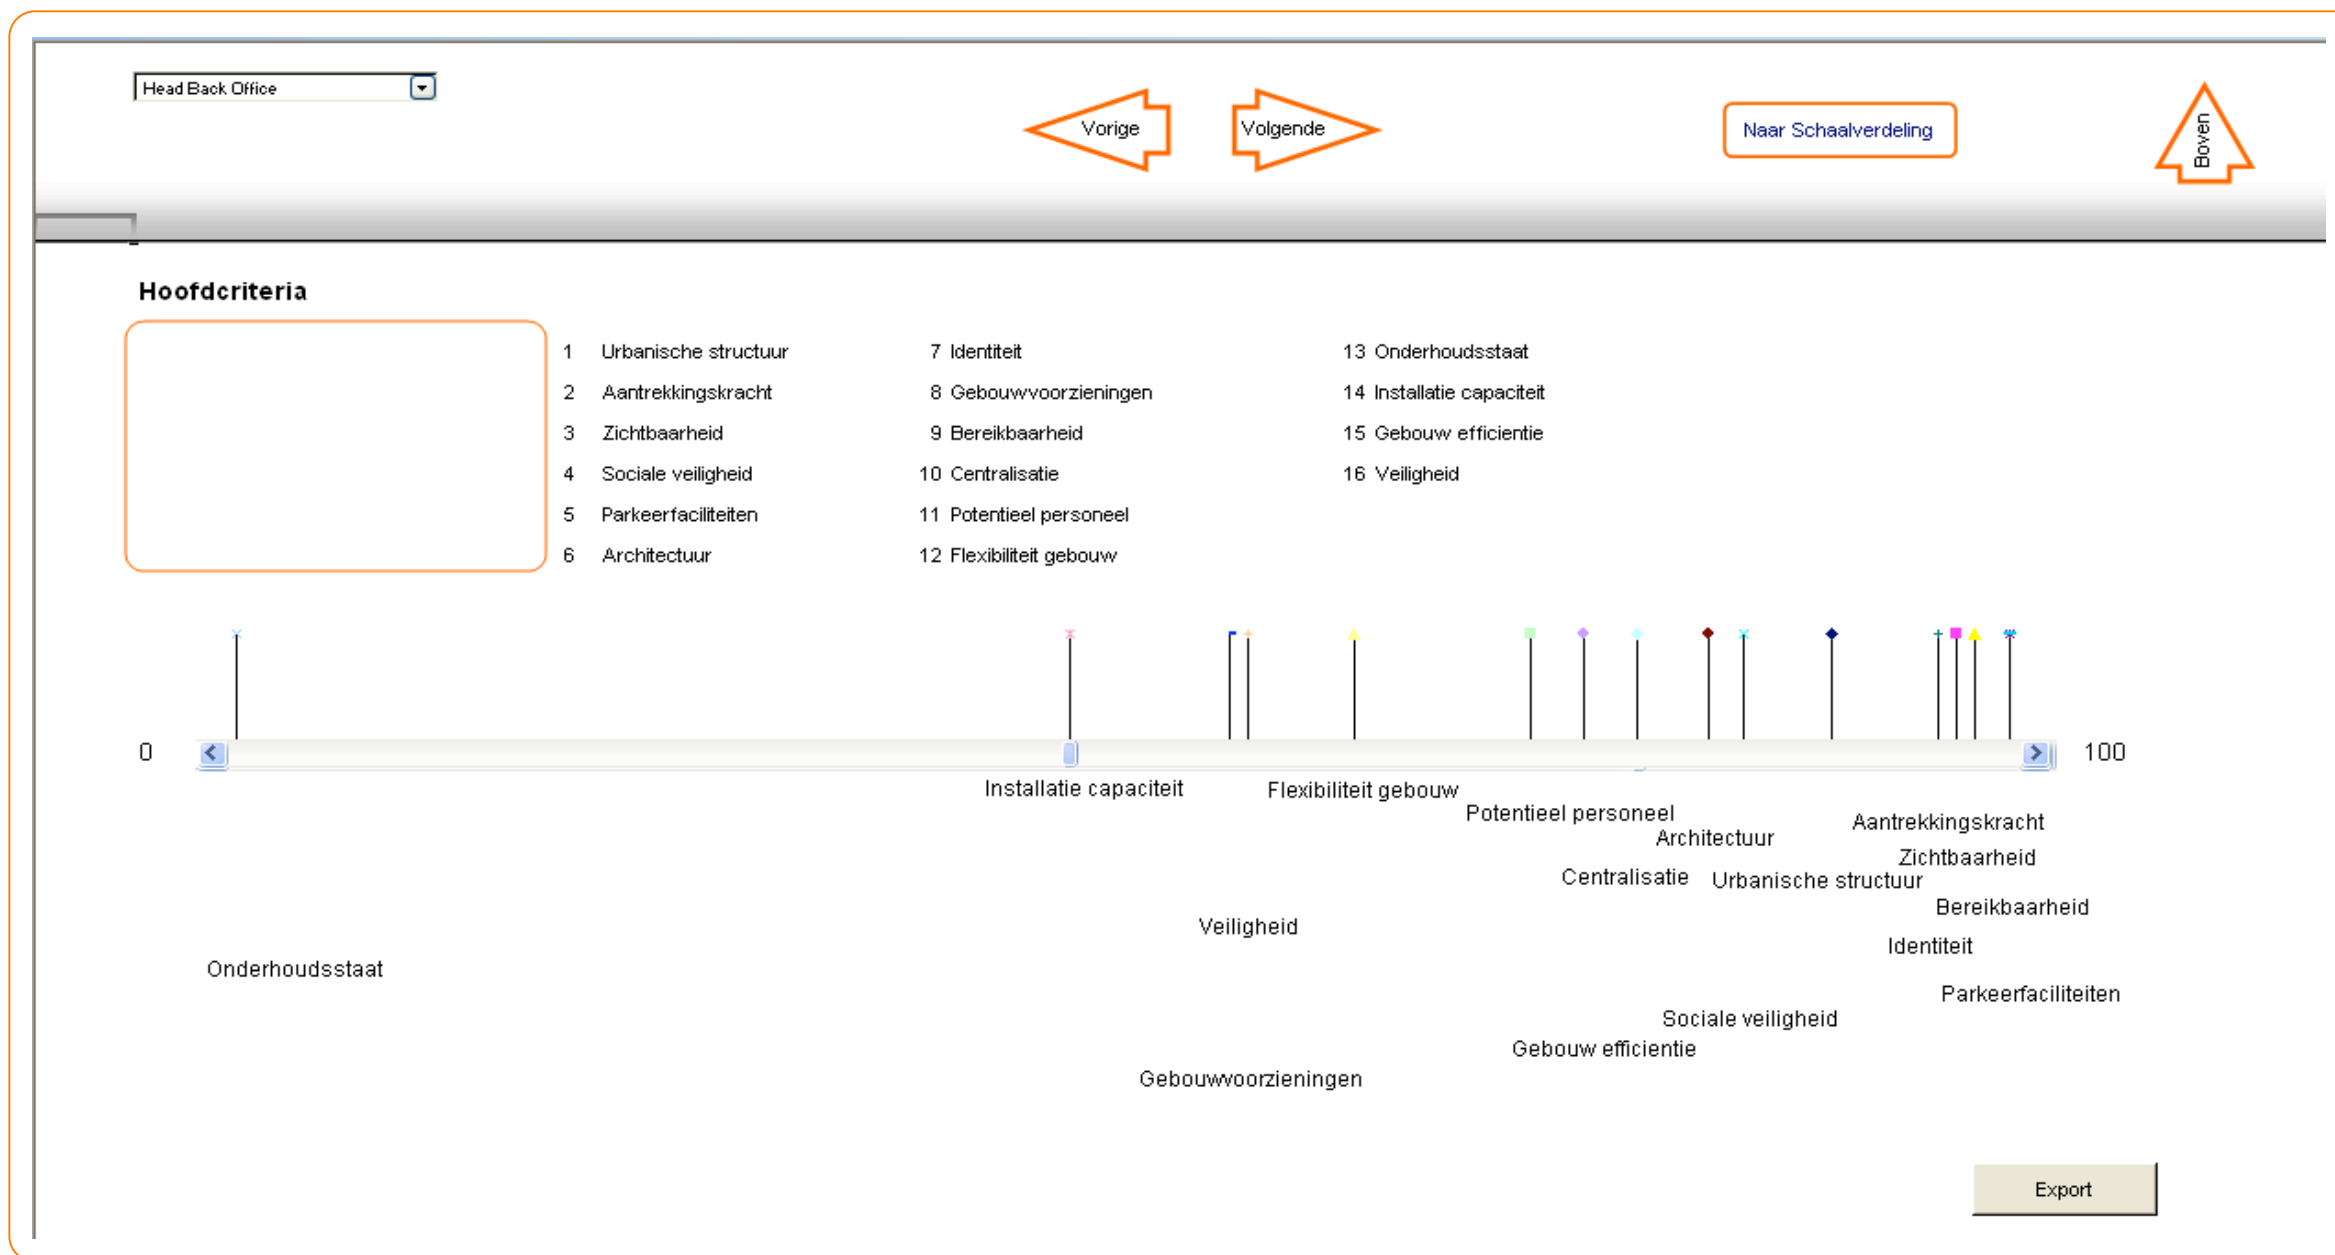 Head Back Office
Vorige
Volgende
Naar Schaalverdeling
Boven
Hoofdcriteria
1 Urbanische structuur
2 Aantrekkingskracht
3 Zichtbaarheid
4 Sociale veiligheid
5 Parkeerfaciliteiten
6 Architectuur
7 Identiteit
8 Gebouwvoorzieningen
9 Bereikbaarheid
10 Centralisatie
11 Potentieel personeel
12 Flexibiliteit gebouw
13 Onderhoudsstaat
14 Installatie capaciteit
15 Gebouw efficientie
16 Veiligheid
0
100
Installatie capaciteit
Flexibiliteit gebouw
Potentieel personeel
Aantrekkingskracht
Architectuur
Zichtbaarheid
Centralisatie
Urbanische structuur
Bereikbaarheid
Veiligheid
Identiteit
Onderhoudsstaat
Parkeerfaciliteiten
Sociale veiligheid
Gebouw efficientie
Gebouwvoorzieningen
Export